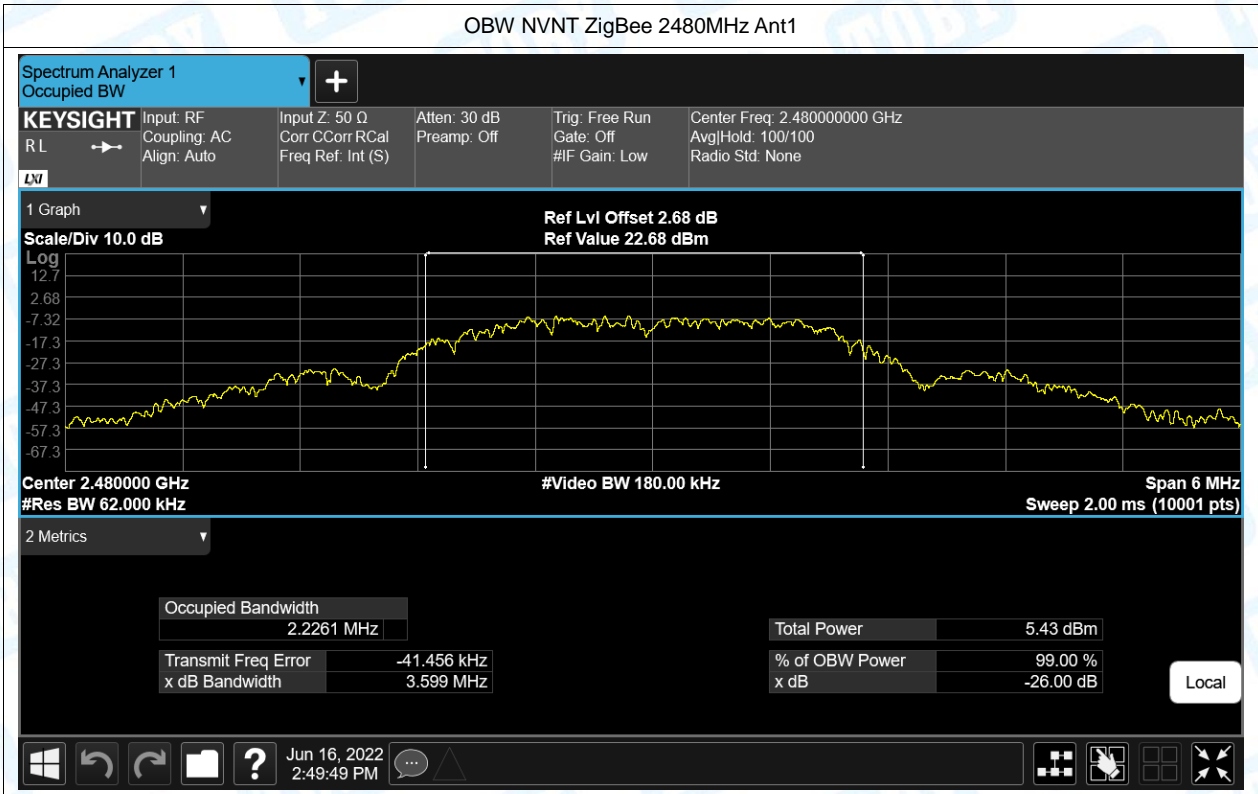 OBW NVNT ZigBee 2480MHz Ant1
Spectrum Analyzer 1
Occupied BW
▼
+
KEYSIGHT
R L
LXI
Input: RF
Coupling: AC
Align: Auto
Input Z: 50 Ω
Corr CCorr RCal
Freq Ref: Int (S)
Atten: 30 dB
Preamp: Off
Trig: Free Run
Gate: Off
#IF Gain: Low
Center Freq: 2.480000000 GHz
Avg|Hold: 100/100
Radio Std: None
1 Graph ▼
Ref Lvl Offset 2.68 dB
Scale/Div 10.0 dB Ref Value 22.68 dBm
Log
12.7
2.68
-7.32
-17.3
-27.3
-37.3
-47.3
-57.3
-67.3
Center 2.480000 GHz #Video BW 180.00 kHz Span 6 MHz
#Res BW 62.000 kHz Sweep 2.00 ms (10001 pts)
2 Metrics ▼
Occupied Bandwidth
2.2261 MHz
Transmit Freq Error -41.456 kHz
x dB Bandwidth 3.599 MHz
Total Power 5.43 dBm
% of OBW Power 99.00 %
x dB -26.00 dB
Local
?
Jun 16, 2022
2:49:49 PM
TOBY